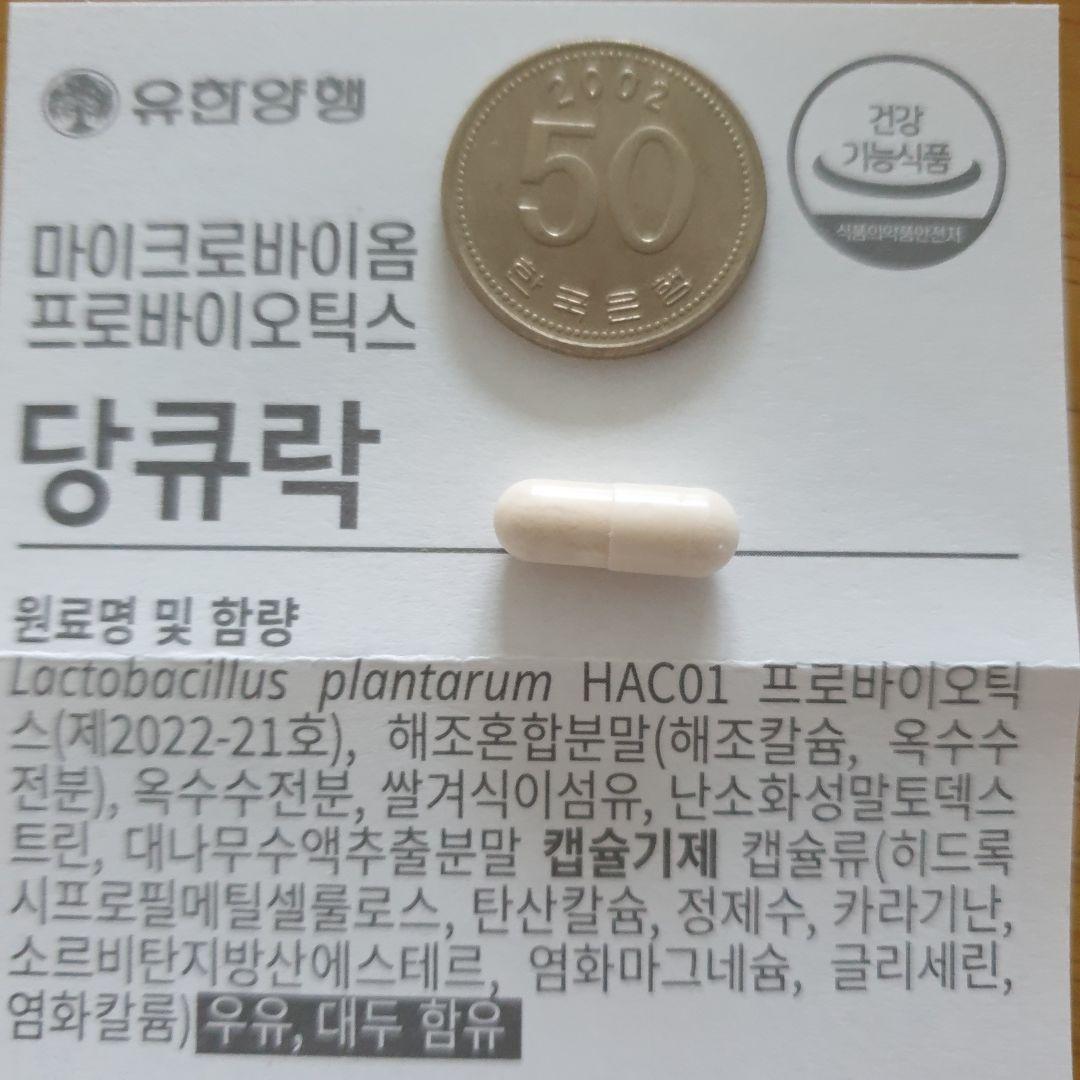 유한양행
2002
50
한국은행
건강
기능식품
식품의약품안전처
마이크로바이옴
프로바이오틱스
당큐락
원료명 및 함량
Lactobacillus plantarum HAC01 프로바이오틱
스(제2022-21호), 해조혼합분말(해조칼슘, 옥수수
전분), 옥수수전분, 쌀겨식이섬유, 난소화성말토덱스
트린, 대나무수액추출분말 캡슐기제 캡슐류(히드록
시프로필메틸셀룰로스, 탄산칼슘, 정제수, 카라기난,
소르비탄지방산에스테르, 염화마그네슘, 글리세린,
염화칼륨) 우유, 대두 함유